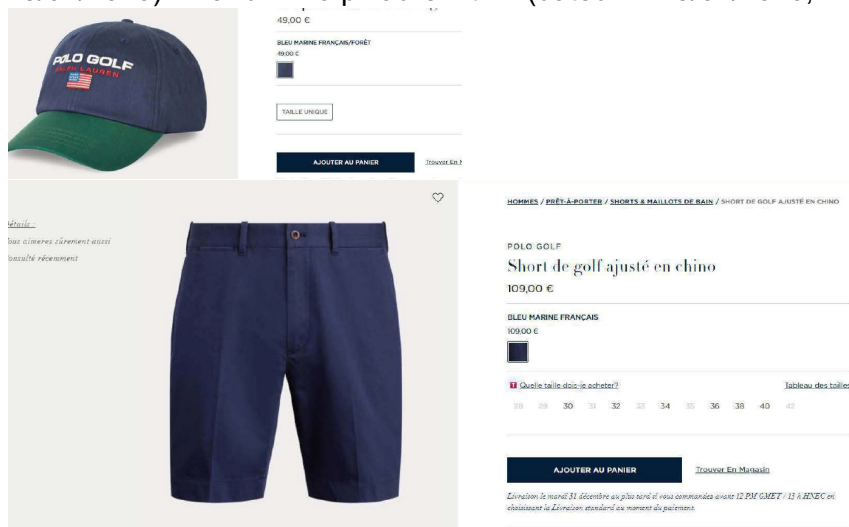 49,00 €
BLEU MARINE FRANÇAIS/FORÊT
49,00 €
POLO GOLF
RALPH LAUREN
TAILLE UNIQUE
AJOUTER AU PANIER
Trouver En
HOMMES / PRÊT-À-PORTER / SHORTS & MAILLOTS DE BAIN / SHORT DE GOLF AJUSTÉ EN CHINO
Détails :
Vous aimerez sûrement aussi
Consulté récemment
POLO GOLF
Short de golf ajusté en chino
109,00 €
BLEU MARINE FRANÇAIS
109,00 €
Quelle taille dois-je acheter? Tableau des tailles
28 29 30 31 32 33 34 35 36 38 40 42
AJOUTER AU PANIER Trouver En Magasin
Livraison le mardi 31 décembre au plus tard si vous commandez avant 12 PM GMET / 13 h HNEC en
choisissant la Livraison standard au moment du paiement.